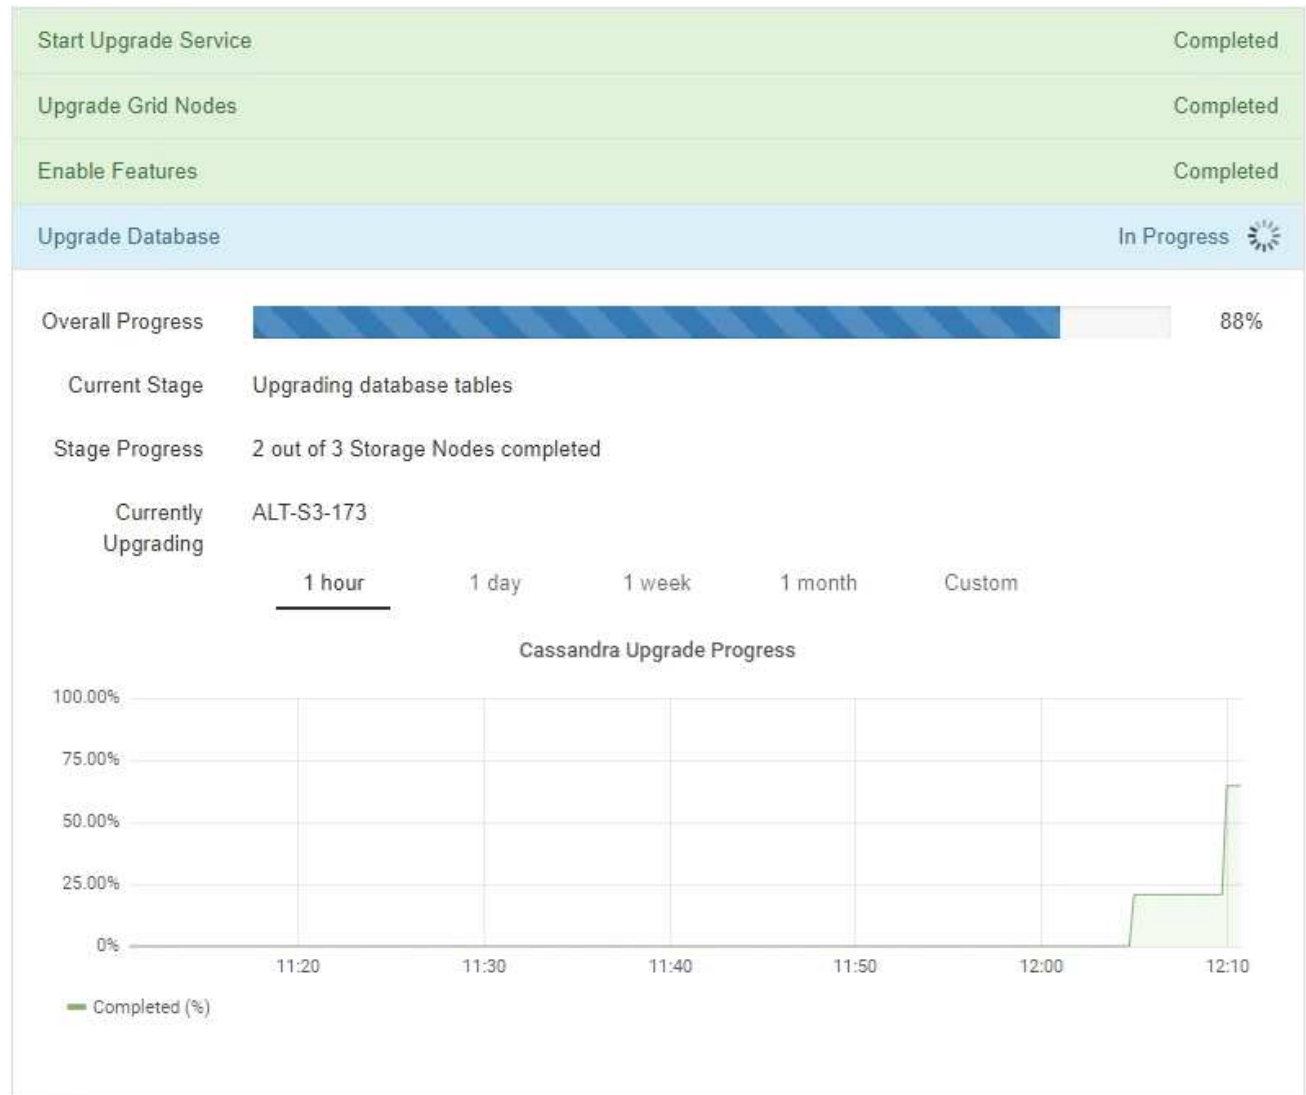 Start Upgrade Service Completed
Upgrade Grid Nodes Completed
Enable Features Completed
Upgrade Database In Progress
Overall Progress 88%
Current Stage Upgrading database tables
Stage Progress 2 out of 3 Storage Nodes completed
Currently ALT-S3-173
Upgrading
1 hour 1 day 1 week 1 month Custom
Cassandra Upgrade Progress
100.00%
75.00%
50.00%
25.00%
0%
11:20 11:30 11:40 11:50 12:00 12:10
Completed (%)